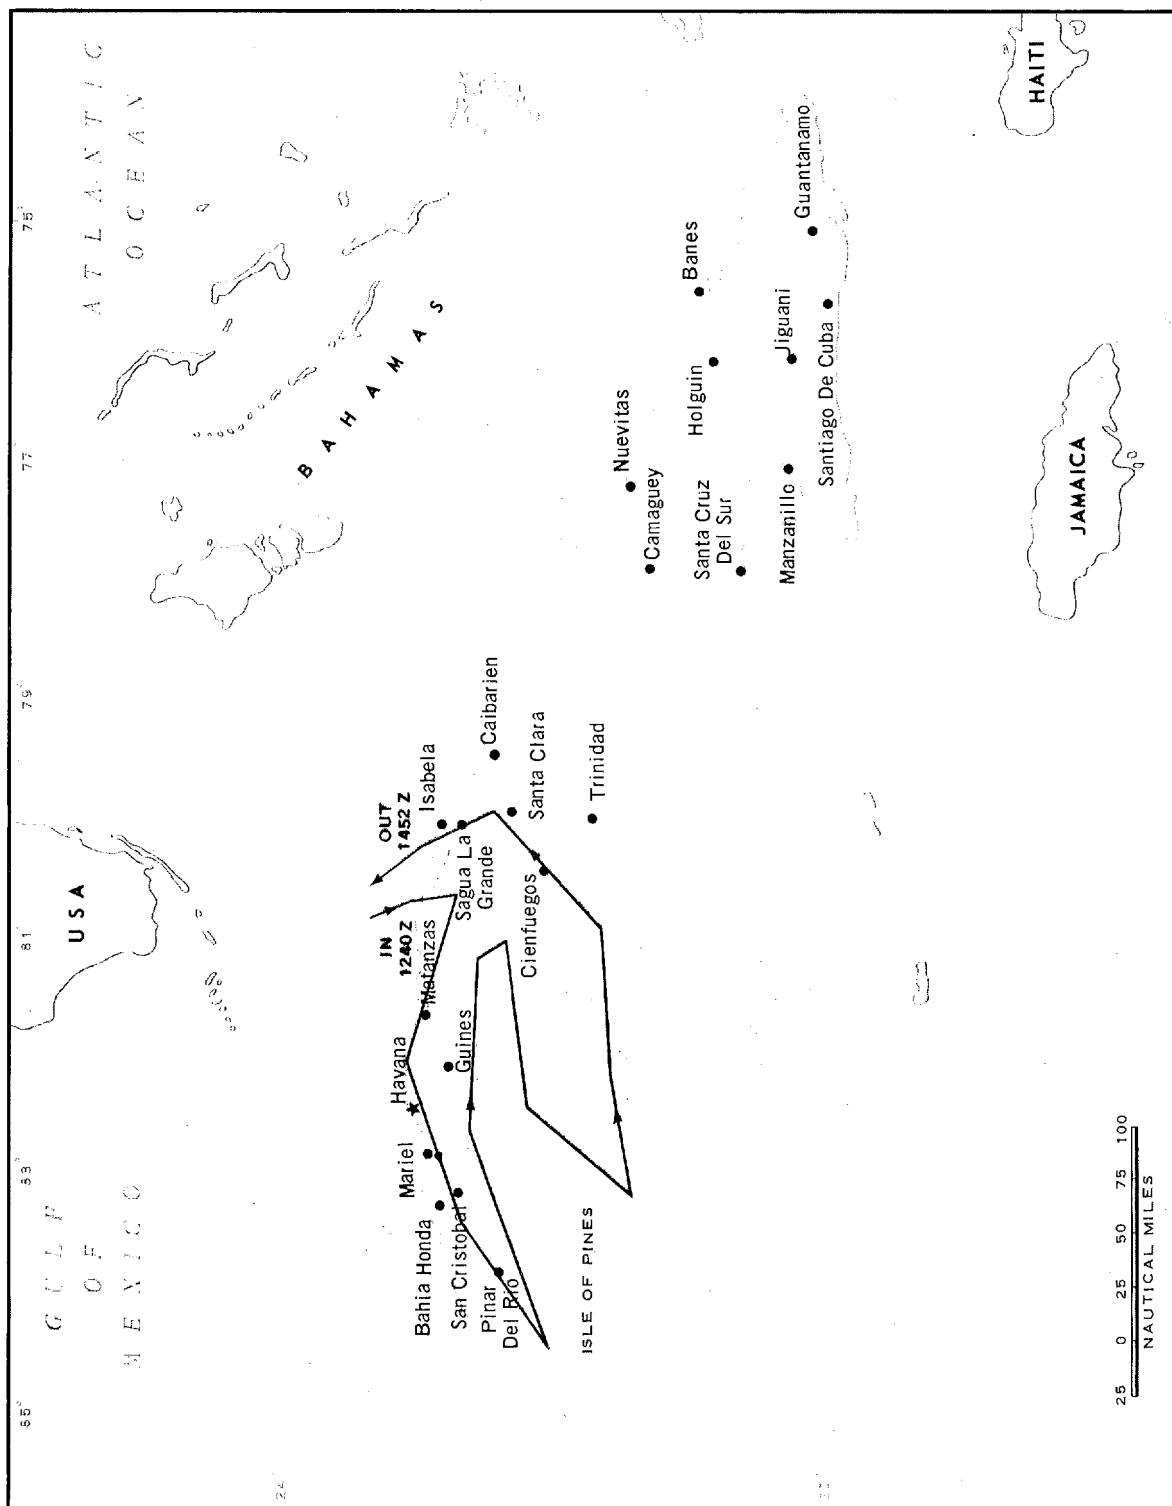 GULF
OF
MEXICO
USA
ATLANTIC
OCEAN
BAHAMAS
85°
83°
81°
79°
77°
75°
24
IN
1240 Z
OUT
1452 Z
Havana
Mariel
Bahia Honda
San Cristobal
Pinar
Del Rio
Matanzas
Guines
Isabela
Sagua La
Grande
Caibarien
Santa Clara
Cienfuegos
Trinidad
ISLE OF PINES
Nuevitas
Camaguey
Santa Cruz
Del Sur
Holguin
Banes
Manzanillo
Jiguani
Santiago De Cuba
Guantanamo
HAITI
JAMAICA
25 0 25 50 75 100
NAUTICAL MILES